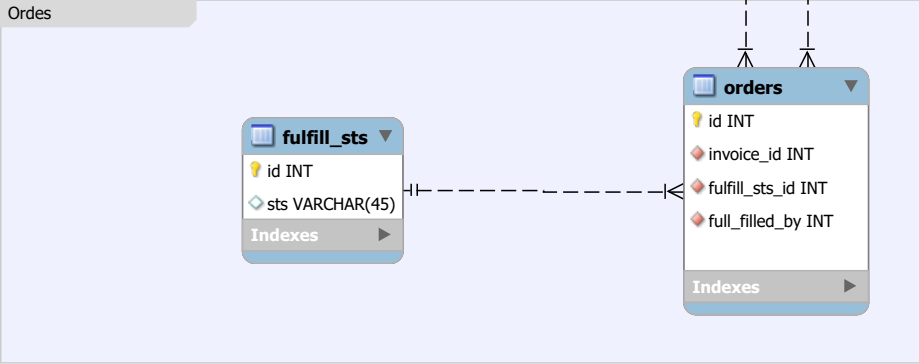 Ordes
fulfill_sts
id INT
sts VARCHAR(45)
Indexes
orders
id INT
invoice_id INT
fulfill_sts_id INT
full_filled_by INT
Indexes